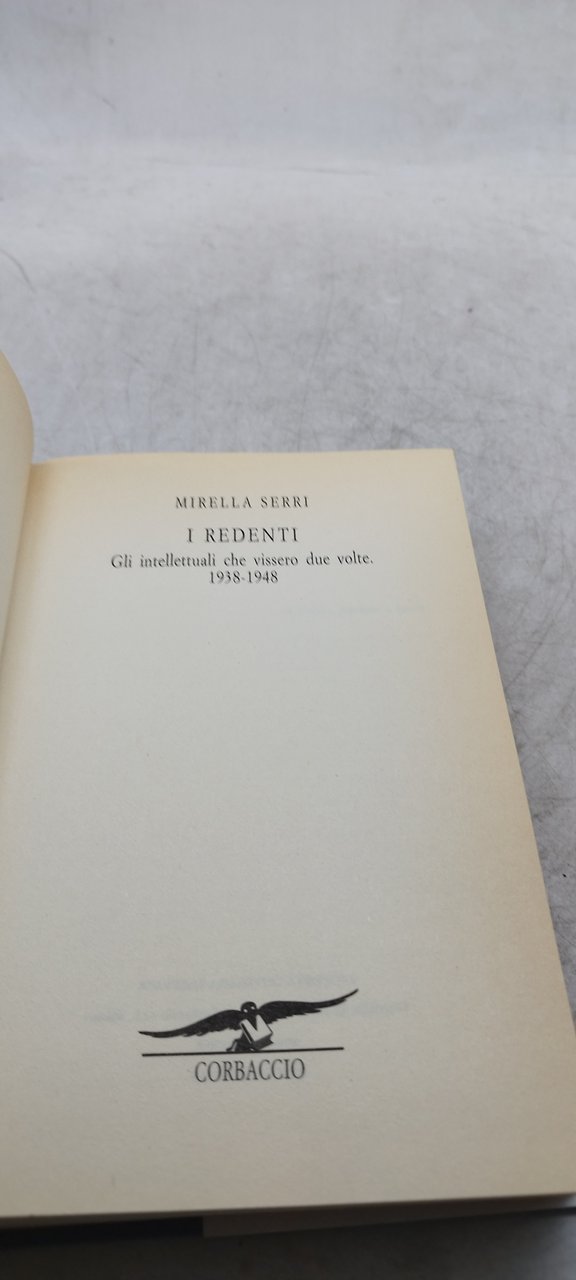 MIRELLA SERRI
I REDENTI
Gli intellettuali che vissero due volte.
1938-1948
CORBACCIO